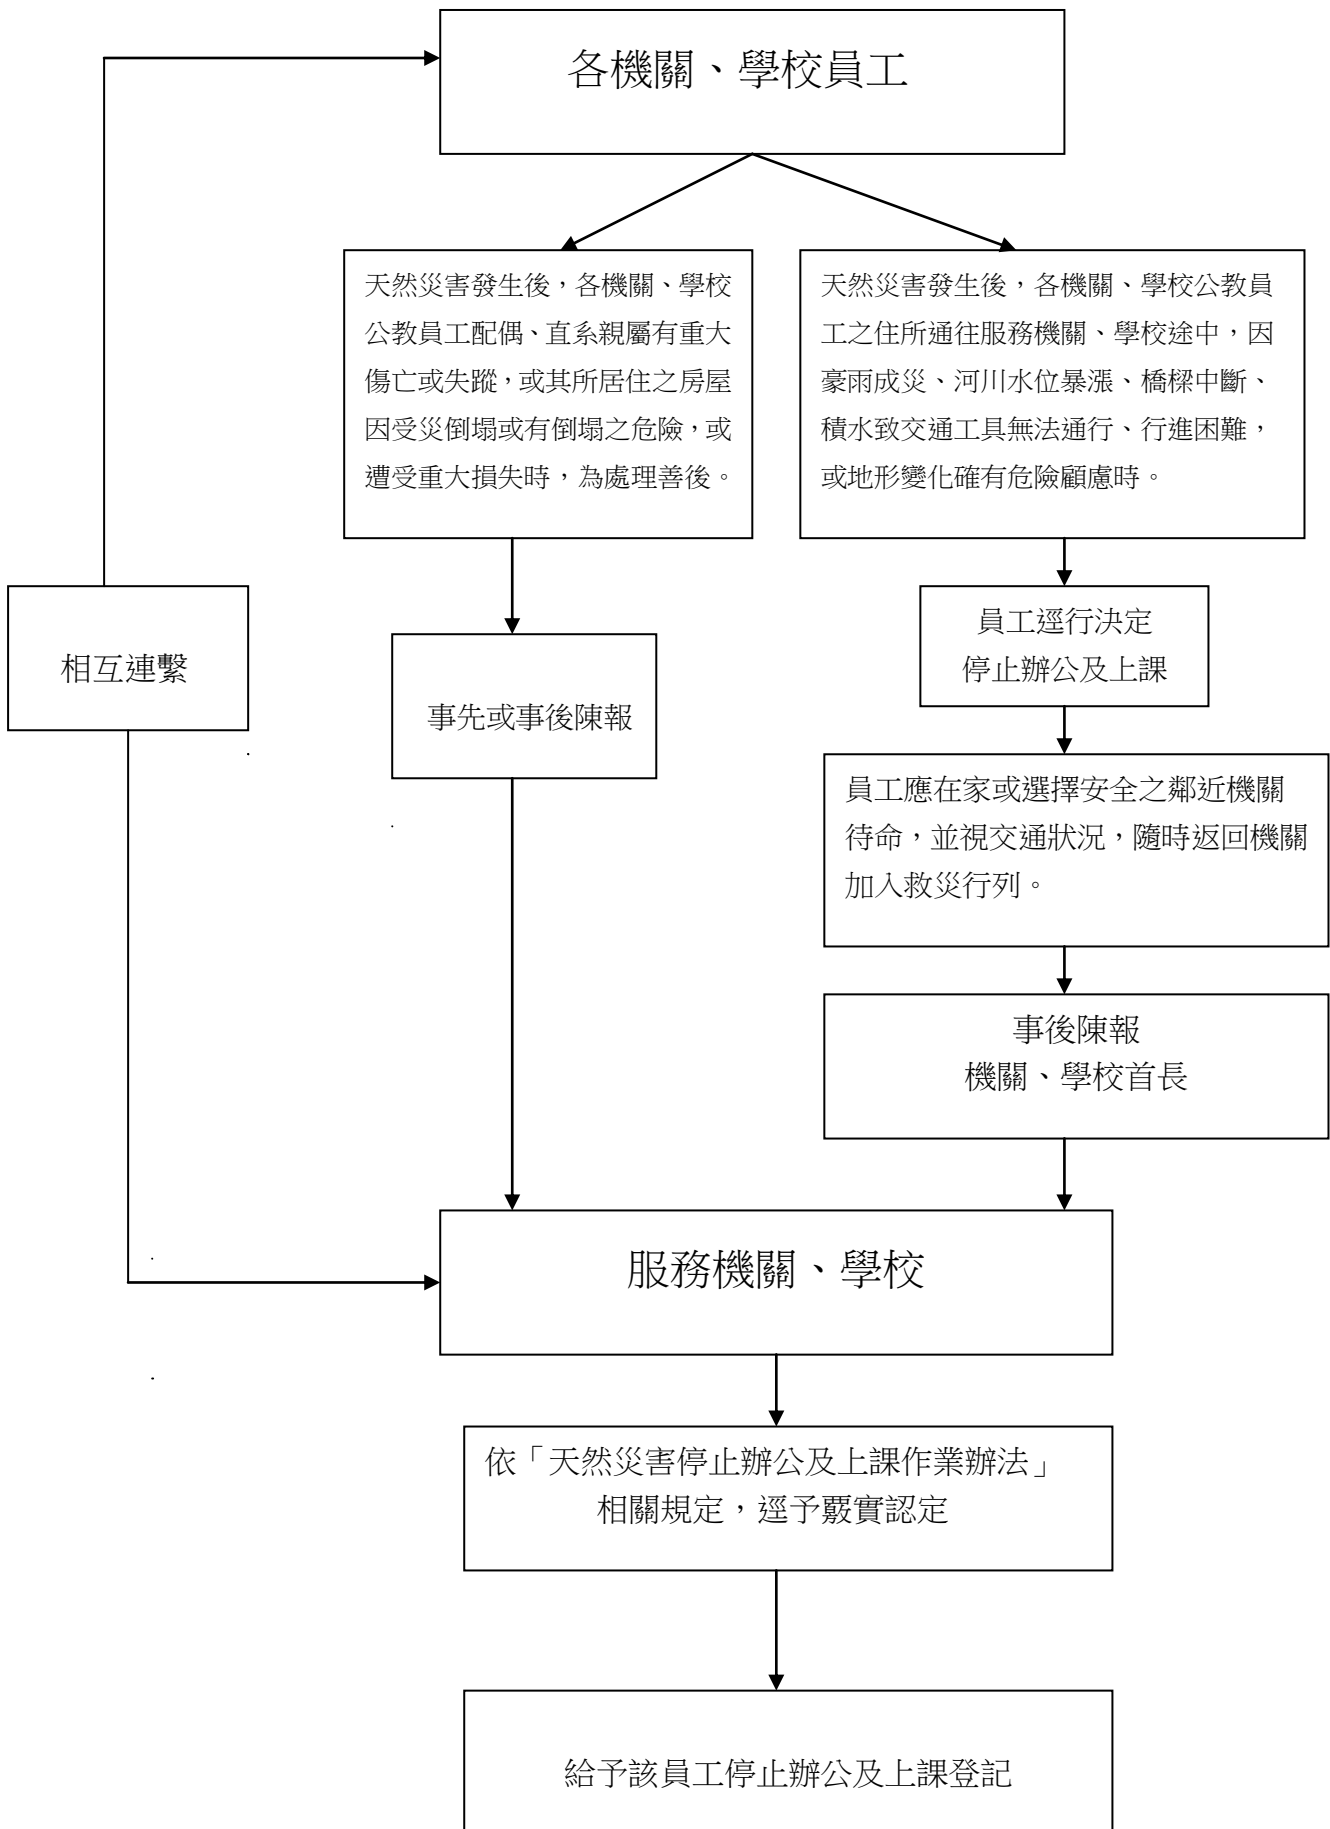 各機關、學校員工
天然災害發生後，各機關、學校
公教員工配偶、直系親屬有重大
傷亡或失蹤，或其所居住之房屋
因受災倒塌或有倒塌之危險，或
遭受重大損失時，為處理善後。
天然災害發生後，各機關、學校公教員
工之住所通往服務機關、學校途中，因
豪雨成災、河川水位暴漲、橋樑中斷、
積水致交通工具無法通行、行進困難，
或地形變化確有危險顧慮時。
相互連繫
事先或事後陳報
員工逕行決定
停止辦公及上課
員工應在家或選擇安全之鄰近機關
待命，並視交通狀況，隨時返回機關
加入救災行列。
事後陳報
機關、學校首長
服務機關、學校
依「天然災害停止辦公及上課作業辦法」
相關規定，逕予覈實認定
給予該員工停止辦公及上課登記